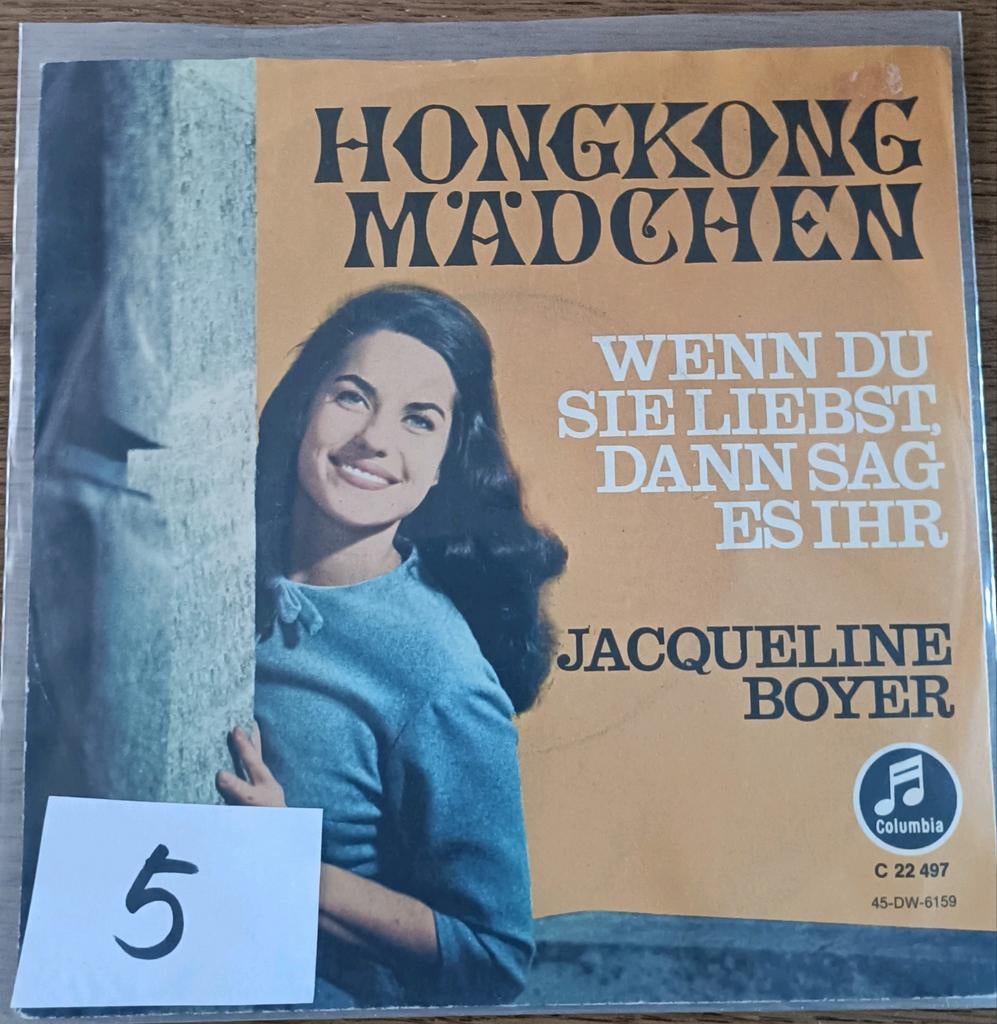 HONGKONG
MÄDCHEN
WENN DU
SIE LIEBST,
DANN SAG
ES IHR
JACQUELINE
BOYER
Columbia
C 22 497
45-DW-6159
5